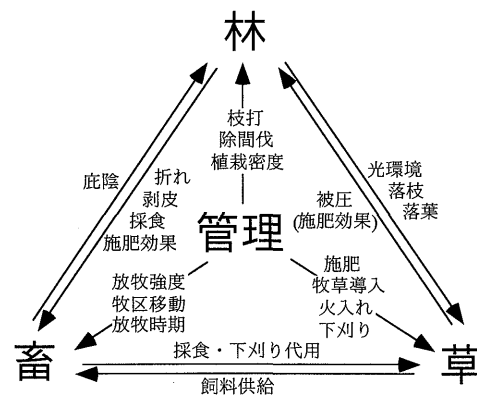 林
枝打
除間伐
植栽密度
庇陰
折れ
剥皮
採食
施肥効果
光環境
落枝
落葉
被圧
(施肥効果)
管理
放牧強度
牧区移動
放牧時期
施肥
牧草導入
火入れ
下刈り
畜
草
採食・下刈り代用
飼料供給